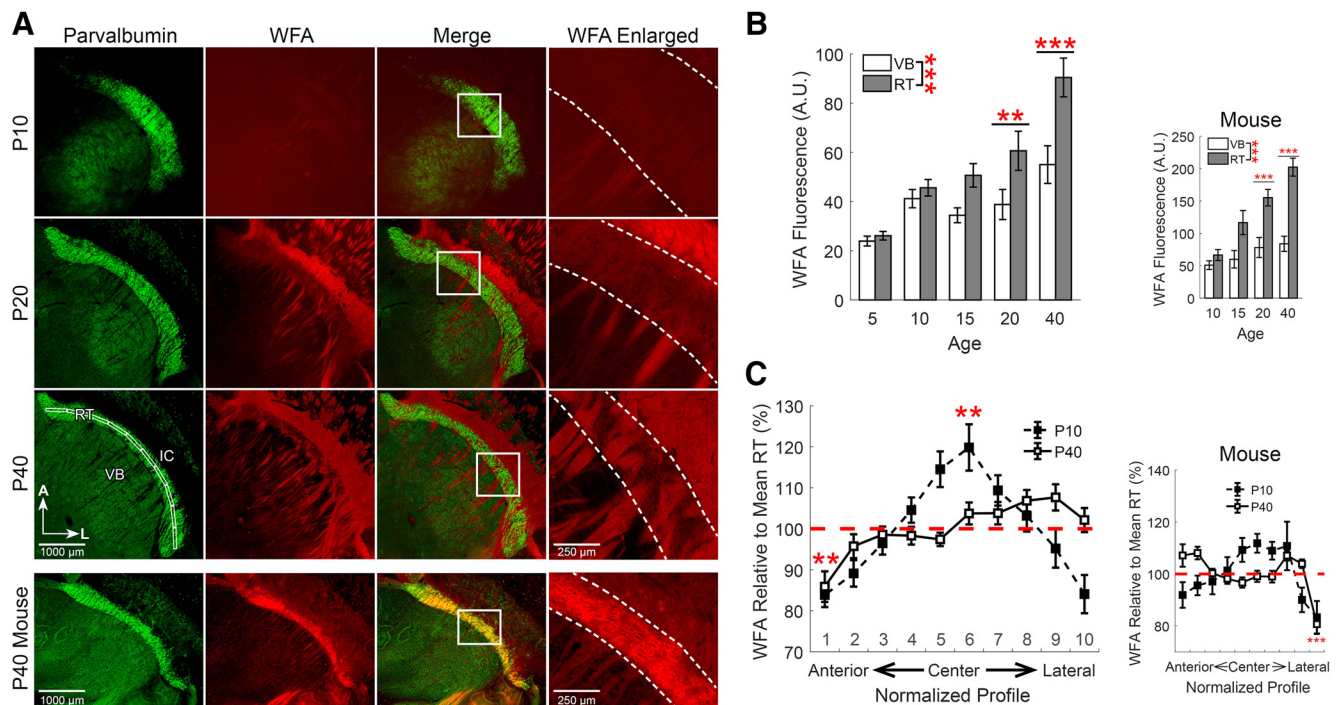 A
Parvalbumin WFA Merge WFA Enlarged
P10
P20
P40
RT
IC
VB
A
L
1000 µm
250 µm
P40 Mouse
1000 µm
250 µm
B
WFA Fluorescence (A.U.)
100
80
60
40
20
0
VB
RT
***
**
***
5 10 15 20 40
Age
Mouse
WFA Fluorescence (A.U.)
250
200
150
100
50
0
VB
RT
***
***
***
10 15 20 40
Age
C
WFA Relative to Mean RT (%)
130
120
110
100
90
80
70
**
**
P10
P40
1 2 3 4 5 6 7 8 9 10
Anterior Center Lateral
Normalized Profile
Mouse
WFA Relative to Mean RT (%)
140
120
100
80
P10
P40
***
Anterior Center Lateral
Normalized Profile